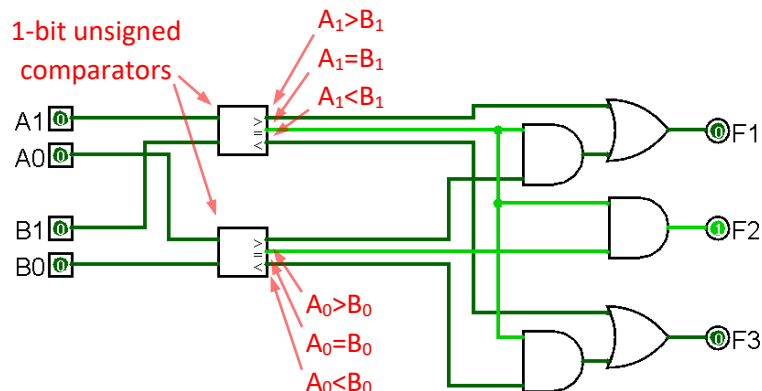 1-bit unsigned
comparators
A₁>B₁
A₁=B₁
A₁<B₁
A1 0
A0 0
B1 0
B0 0
>
=
<
>
=
<
A₀>B₀
A₀=B₀
A₀<B₀
0 F1
1 F2
0 F3